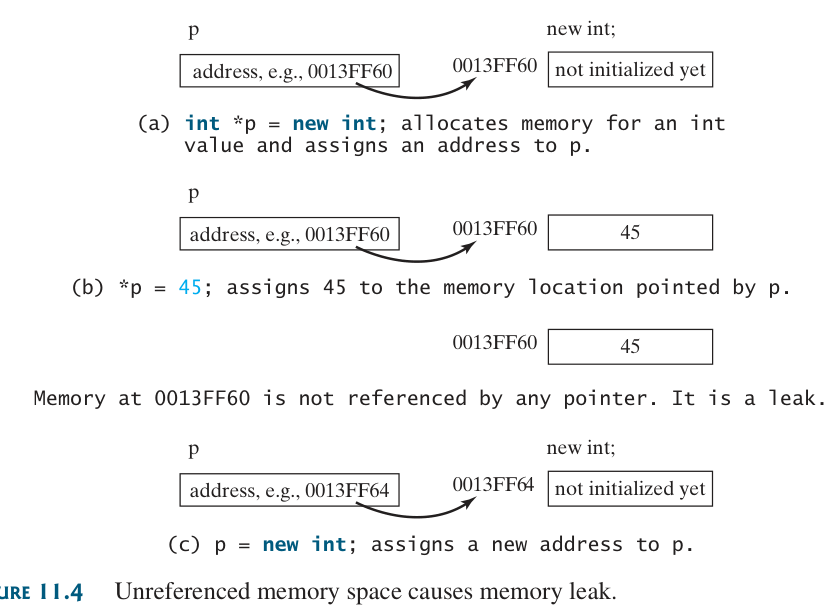 p new int;
address, e.g., 0013FF60 0013FF60 not initialized yet
(a) int *p = new int; allocates memory for an int
value and assigns an address to p.
p
address, e.g., 0013FF60 0013FF60 45
(b) *p = 45; assigns 45 to the memory location pointed by p.
0013FF60 45
Memory at 0013FF60 is not referenced by any pointer. It is a leak.
p new int;
address, e.g., 0013FF64 0013FF64 not initialized yet
(c) p = new int; assigns a new address to p.
URE 11.4 Unreferenced memory space causes memory leak.